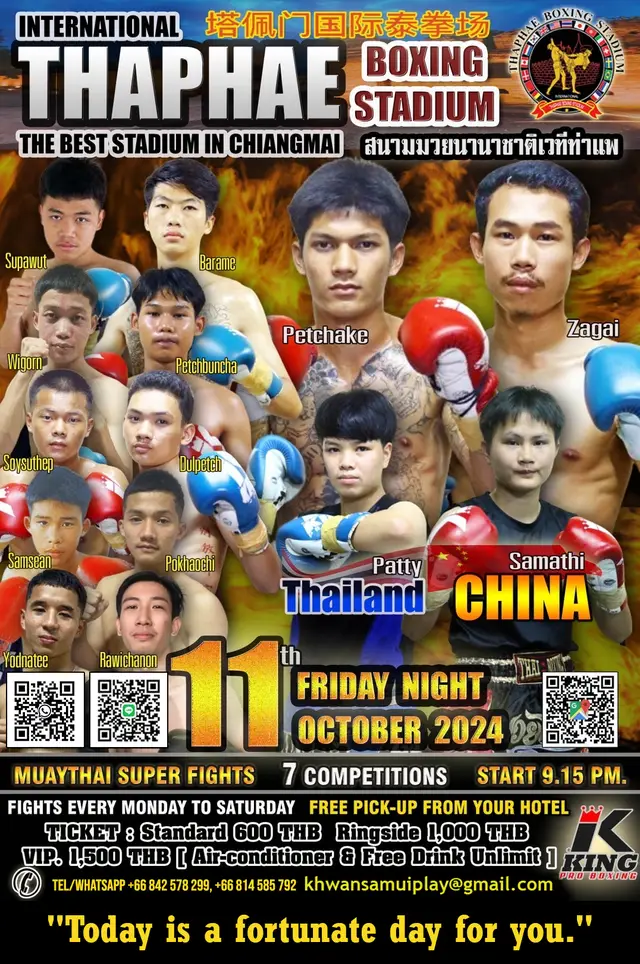 INTERNATIONAL
塔佩门国际泰拳场
THAPHAE
BOXING
STADIUM
THAPHAE BOXING STADIUM
THE BEST STADIUM IN CHIANGMAI
สนามมวยนานาชาติเวทีท่าแพ
Supawut
Barame
Petchake
Zagai
Wigorn
Petchbuncha
Soysuthep
Dulpetch
Samsean
Pokhaochi
Patty
Thailand
Samathi
CHINA
Yodnatee
Rawichanon
11th
FRIDAY NIGHT
OCTOBER 2024
MUAYTHAI SUPER FIGHTS 7 COMPETITIONS START 9.15 PM.
FIGHTS EVERY MONDAY TO SATURDAY FREE PICK-UP FROM YOUR HOTEL
TICKET : Standard 600 THB Ringside 1,000 THB
VIP. 1,500 THB [ Air-conditioner & Free Drink Unlimit ]
K
KING
PRO BOXING
TEL/WHATSAPP +66 842 578 299, +66 814 585 792 khwansamuiplay@gmail.com
"Today is a fortunate day for you."